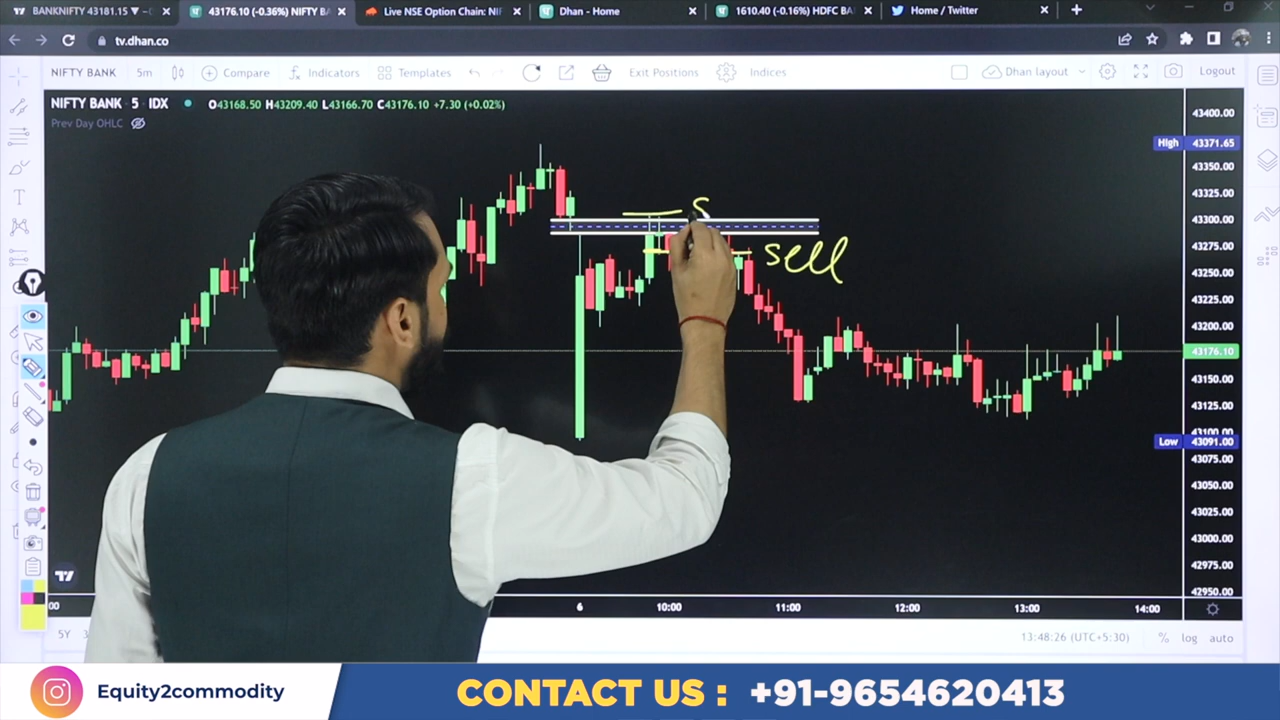 BANKNIFTY 43181.15 ▼ −
43176.10 (-0.36%) NIFTY B
Live NSE Option Chain: NIF
Dhan - Home
1610.40 (-0.16%) HDFC BA
Home / Twitter
tv.dhan.co
NIFTY BANK 5m Compare Indicators Templates Exit Positions Indices Dhan layout Logout
NIFTY BANK 5 IDX O43168.50 H43209.40 L43166.70 C43176.10 +7.30 (+0.02%)
Prev Day OHLC
43400.00
High 43371.65
43350.00
43325.00
S
43300.00
43275.00
sell
43250.00
43225.00
43200.00
43176.10
43150.00
43125.00
43100.00
Low 43091.00
43075.00
43050.00
43025.00
43000.00
42975.00
42950.00
:00 6 10:00 11:00 12:00 13:00 14:00
5Y 13:48:26 (UTC+5:30) % log auto
Equity2commodity
CONTACT US : +91-9654620413